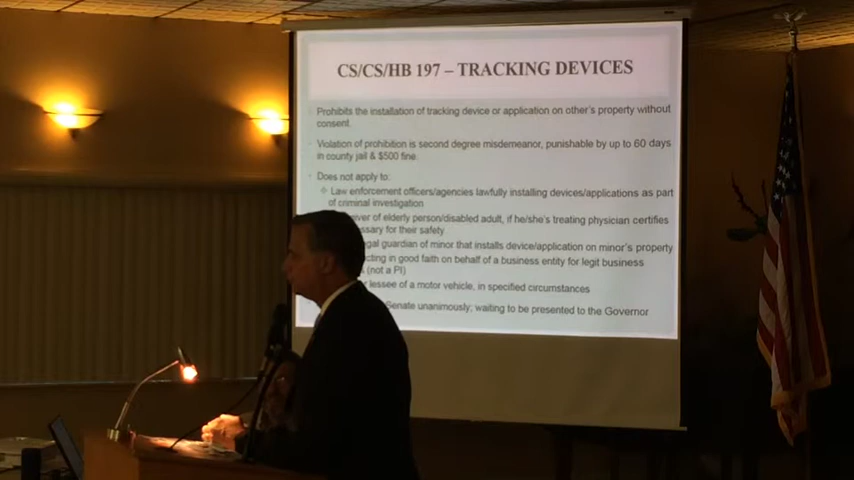 CS/CS/HB 197 – TRACKING DEVICES
Prohibits the installation of tracking device or application on other's property without
consent.
Violation of prohibition is second degree misdemeanor, punishable by up to 60 days
in county jail & $500 fine.
Does not apply to:
Law enforcement officers/agencies lawfully installing devices/applications as part
of criminal investigation
of elderly person/disabled adult, if he/she's treating physician certifies
for their safety
guardian of minor that installs device/application on minor's property
in good faith on behalf of a business entity for legit business
(not a PI)
lessee of a motor vehicle, in specified circumstances
Senate unanimously; waiting to be presented to the Governor